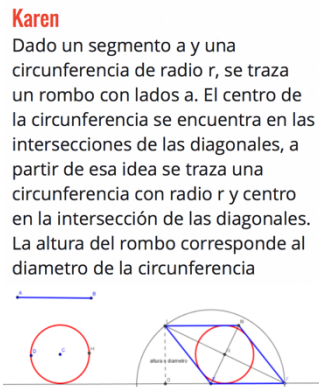 Karen
Dado un segmento a y una
circunferencia de radio r, se traza
un rombo con lados a. El centro de
la circunferencia se encuentra en las
intersecciones de las diagonales, a
partir de esa idea se traza una
circunferencia con radio r y centro
en la intersección de las diagonales.
La altura del rombo corresponde al
diametro de la circunferencia
A B
D C H
altura = diametro